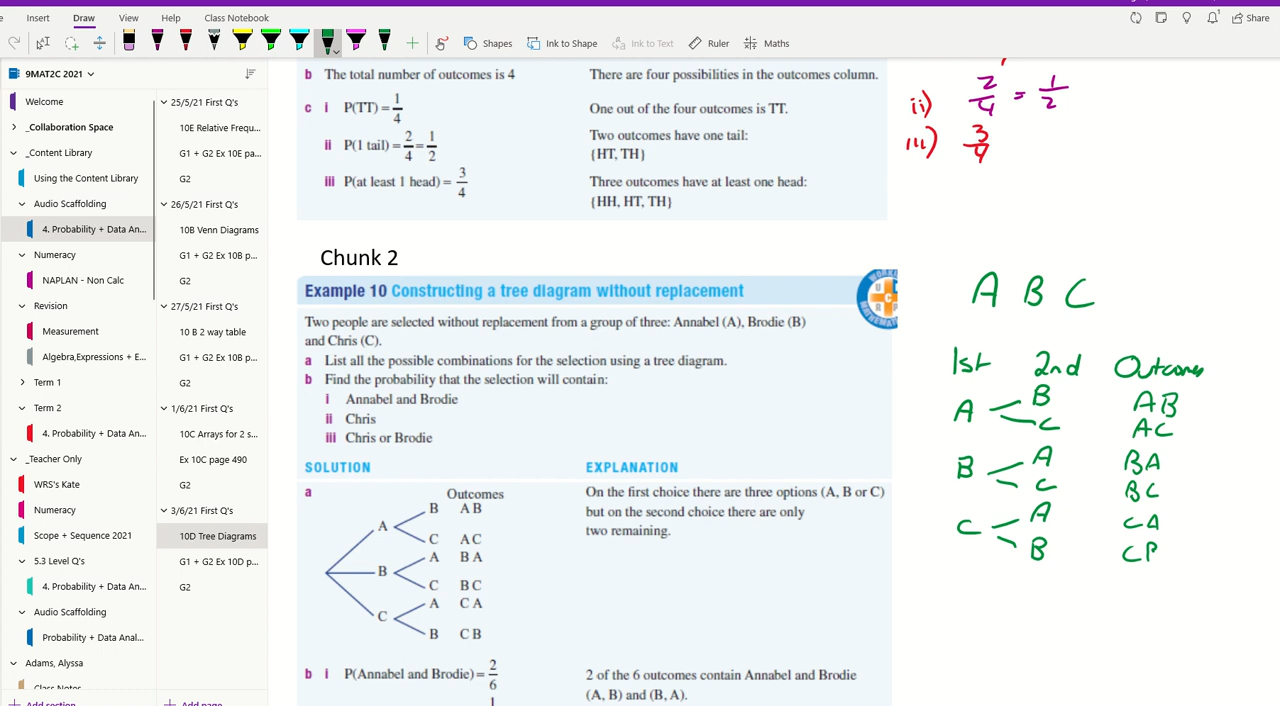 Insert Draw View Help Class Notebook
Share
Shapes Ink to Shape Ink to Text Ruler Maths
9MAT2C 2021
Welcome
_Collaboration Space
_Content Library
Using the Content Library
Audio Scaffolding
4. Probability + Data An...
Numeracy
NAPLAN - Non Calc
Revision
Measurement
Algebra,Expressions + E...
Term 1
Term 2
4. Probability + Data An...
_Teacher Only
WRS's Kate
Numeracy
Scope + Sequence 2021
5.3 Level Q's
4. Probability + Data An...
Audio Scaffolding
Probability + Data Anal...
Adams, Alyssa
Class Notes
Add section
25/5/21 First Q's
10E Relative Frequ...
G1 + G2 Ex 10E pa...
G2
26/5/21 First Q's
10B Venn Diagrams
G1 + G2 Ex 10B p...
G2
27/5/21 First Q's
10 B 2 way table
G1 + G2 Ex 10B p...
G2
1/6/21 First Q's
10C Arrays for 2 s...
Ex 10C page 490
G2
3/6/21 First Q's
10D Tree Diagrams
G1 + G2 Ex 10D p...
G2
Add page
b The total number of outcomes is 4 There are four possibilities in the outcomes column.
c i P(TT) = 1/4 One out of the four outcomes is TT.
ii P(1 tail) = 2/4 = 1/2 Two outcomes have one tail:
{HT, TH}
iii P(at least 1 head) = 3/4 Three outcomes have at least one head:
{HH, HT, TH}
Chunk 2
Example 10 Constructing a tree diagram without replacement
Two people are selected without replacement from a group of three: Annabel (A), Brodie (B)
and Chris (C).
a List all the possible combinations for the selection using a tree diagram.
b Find the probability that the selection will contain:
i Annabel and Brodie
ii Chris
iii Chris or Brodie
SOLUTION EXPLANATION
a Outcomes
On the first choice there are three options (A, B or C)
but on the second choice there are only
two remaining.
A B A B
C A C
B A B A
C B C
C A C A
B C B
b i P(Annabel and Brodie) = 2/6 2 of the 6 outcomes contain Annabel and Brodie
(A, B) and (B, A).
1
ii) 2/4 = 1/2
iii) 3/4
A B C
1st 2nd Outcomes
A B AB
C AC
B A BA
C BC
C A CA
B CB